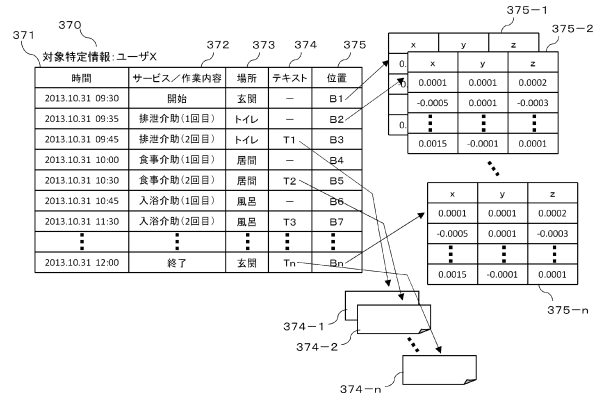 370
371
対象特定情報：ユーザX
372
373
374
375
時間 サービス／作業内容 場所 テキスト 位置
2013.10.31 09:30 開始 玄関 － B1
2013.10.31 09:35 排泄介助(1回目) トイレ － B2
2013.10.31 09:45 排泄介助(2回目) トイレ T1 B3
2013.10.31 10:00 食事介助(1回目) 居間 － B4
2013.10.31 10:30 食事介助(2回目) 居間 T2 B5
2013.10.31 10:45 入浴介助(1回目) 風呂 － B6
2013.10.31 11:30 入浴介助(2回目) 風呂 T3 B7
2013.10.31 12:00 終了 玄関 Tn Bn
375－1
x y z
0.
0.
375－2
x y z
0.0001 0.0001 0.0002
-0.0005 0.0001 -0.0003
0.0015 -0.0001 0.0001
x y z
0.0001 0.0001 0.0002
-0.0005 0.0001 -0.0003
0.0015 -0.0001 0.0001
375－n
374－1
374－2
374－n